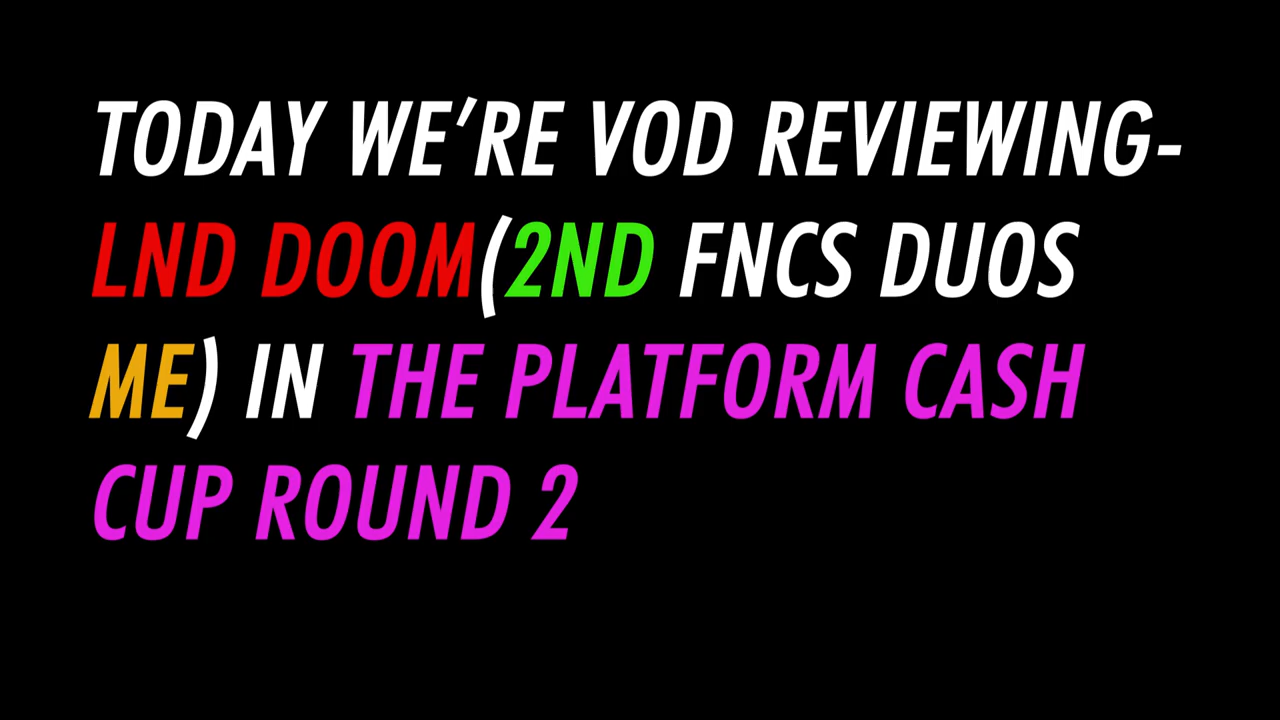 TODAY WE'RE VOD REVIEWING-
LND DOOM(2ND FNCS DUOS
ME) IN THE PLATFORM CASH
CUP ROUND 2